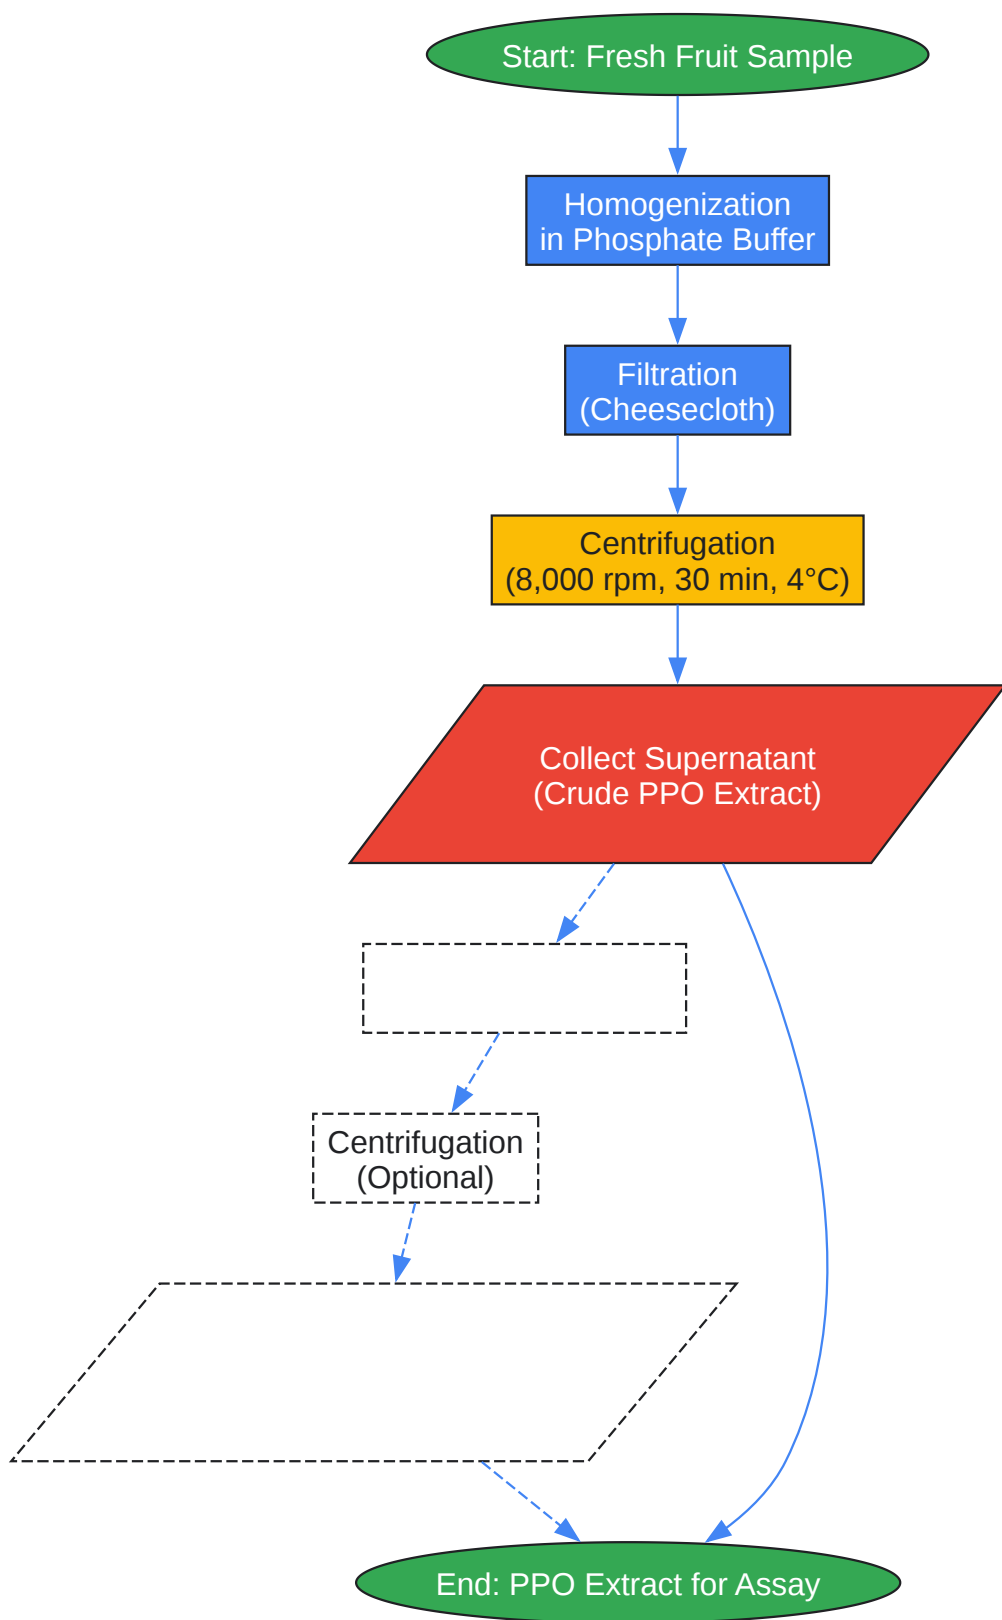 Start: Fresh Fruit Sample
Homogenization
in Phosphate Buffer
Filtration
(Cheesecloth)
Centrifugation
(8,000 rpm, 30 min, 4°C)
Collect Supernatant
(Crude PPO Extract)
Centrifugation
(Optional)
End: PPO Extract for Assay